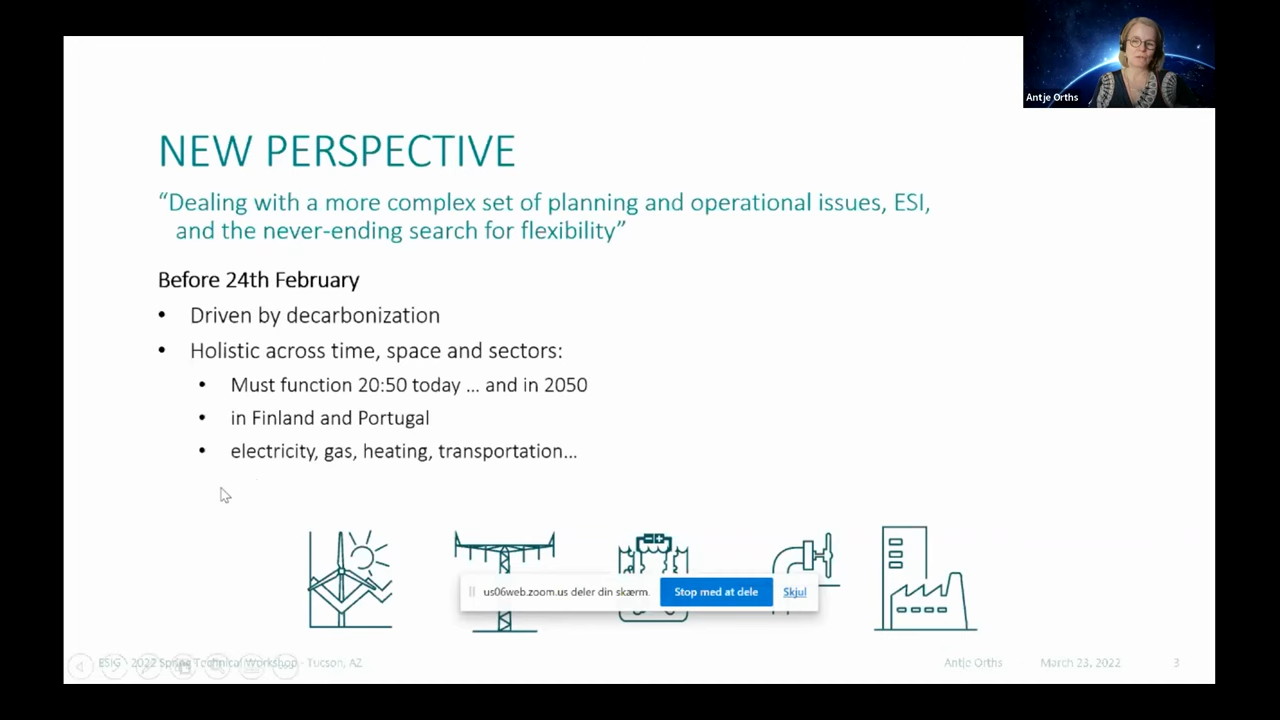 Antje Orths
NEW PERSPECTIVE
“Dealing with a more complex set of planning and operational issues, ESI,
and the never-ending search for flexibility”
Before 24th February
• Driven by decarbonization
• Holistic across time, space and sectors:
• Must function 20:50 today ... and in 2050
• in Finland and Portugal
• electricity, gas, heating, transportation...
us06web.zoom.us deler din skærm.
Stop med at dele
Skjul
ESIG - 2022 Spring Technical Workshop - Tucson, AZ
Antje Orths
March 23, 2022
3